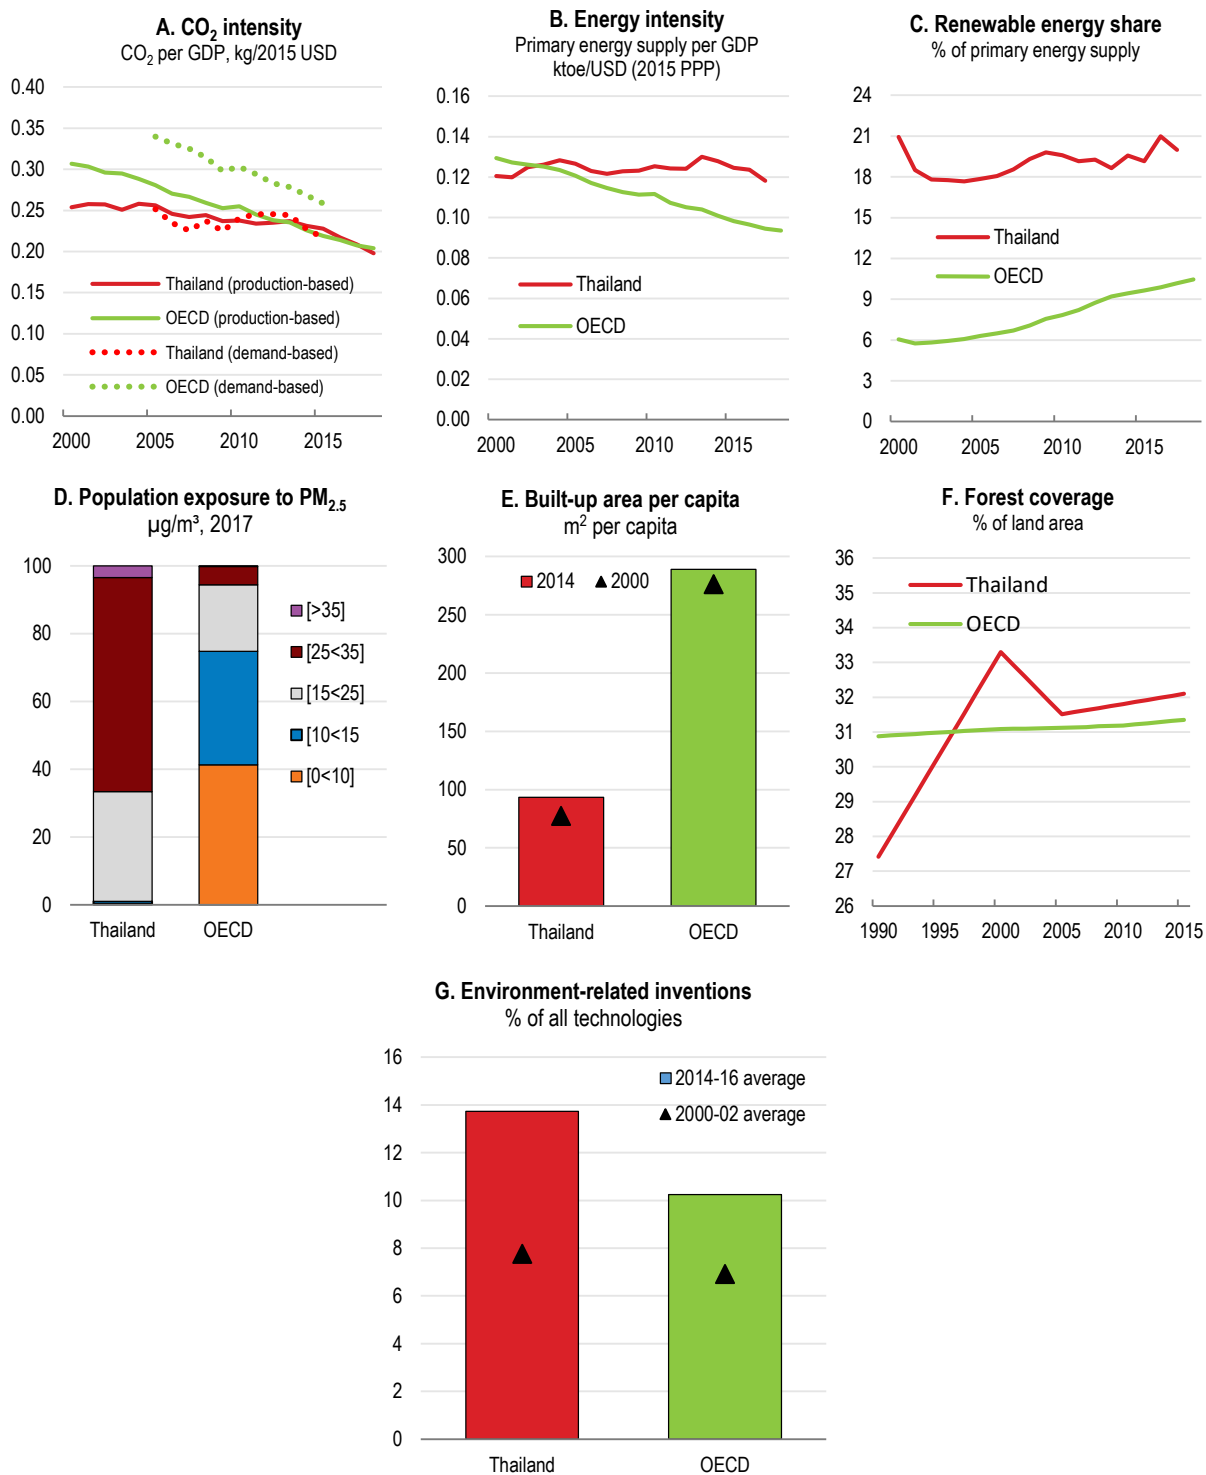 A. CO2 intensity
CO2 per GDP, kg/2015 USD
0.40
0.35
0.30
0.25
0.20
0.15
0.10
0.05
0.00
Thailand (production-based)
OECD (production-based)
Thailand (demand-based)
OECD (demand-based)
2000 2005 2010 2015
B. Energy intensity
Primary energy supply per GDP
ktoe/USD (2015 PPP)
0.16
0.14
0.12
0.10
0.08
0.06
0.04
0.02
0.00
Thailand
OECD
2000 2005 2010 2015
C. Renewable energy share
% of primary energy supply
24
21
18
15
12
9
6
3
0
Thailand
OECD
2000 2005 2010 2015
D. Population exposure to PM2.5
µg/m³, 2017
100
80
60
40
20
0
[>35]
[25<35]
[15<25]
[10<15
[0<10]
Thailand OECD
E. Built-up area per capita
m2 per capita
300
250
200
150
100
50
0
2014 2000
Thailand OECD
F. Forest coverage
% of land area
36
35
34
33
32
31
30
29
28
27
26
Thailand
OECD
1990 1995 2000 2005 2010 2015
G. Environment-related inventions
% of all technologies
16
14
12
10
8
6
4
2
0
2014-16 average
2000-02 average
Thailand OECD